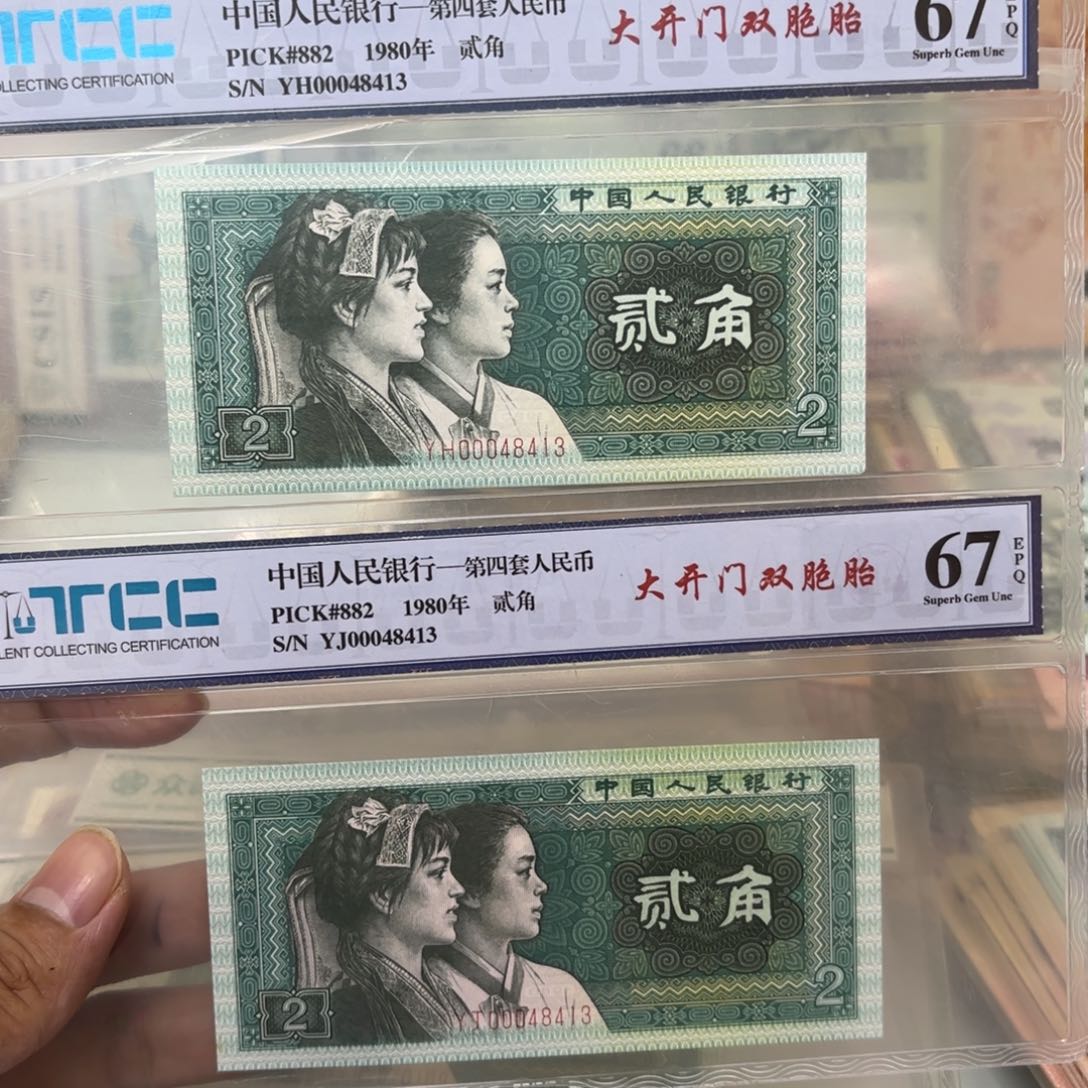 TCC
中国人民银行—第四套人民币
大开门双胞胎
67
EPQ
PICK#882 1980年 贰角
Superb Gem Unc
COLLECTING CERTIFICATION
S/N YH00048413
中国人民银行
贰角
2
2
YH00048413
TCC
中国人民银行—第四套人民币
大开门双胞胎
67
EPQ
PICK#882 1980年 贰角
Superb Gem Unc
S/N YJ00048413
COLLECTING CERTIFICATION
中国人民银行
贰角
2
2
YJ00048413